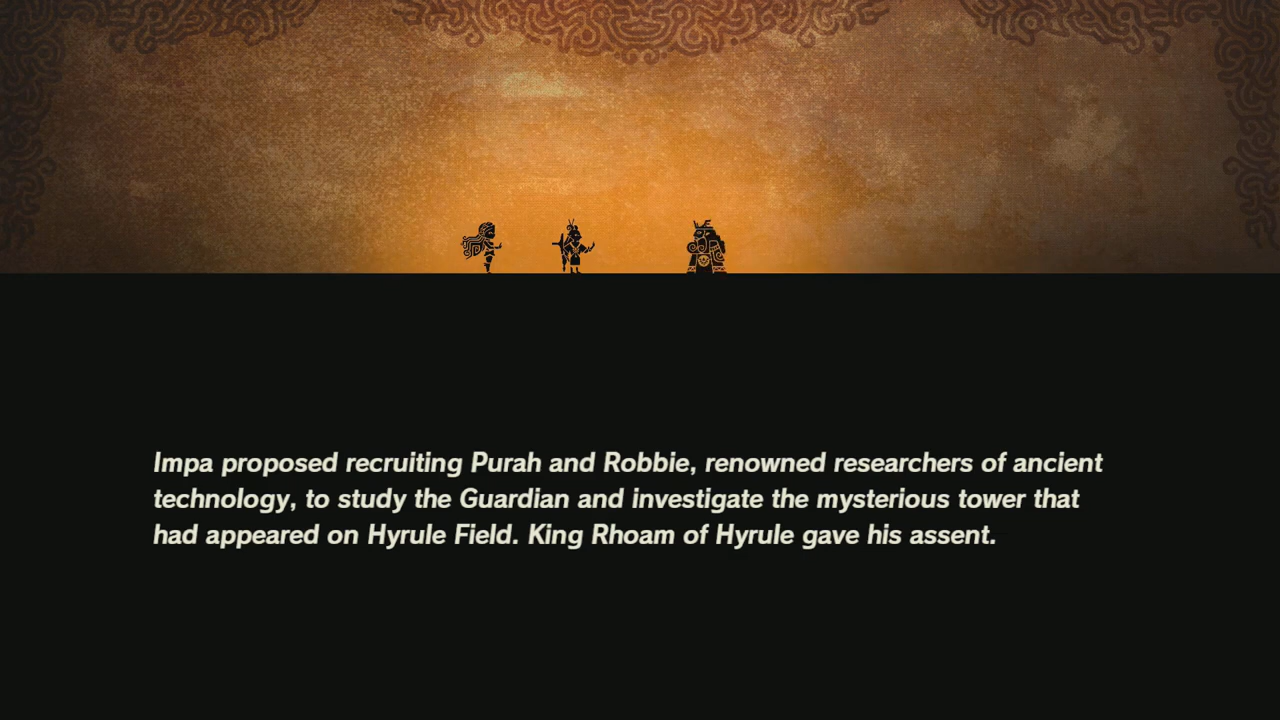 Impa proposed recruiting Purah and Robbie, renowned researchers of ancient
technology, to study the Guardian and investigate the mysterious tower that
had appeared on Hyrule Field. King Rhoam of Hyrule gave his assent.